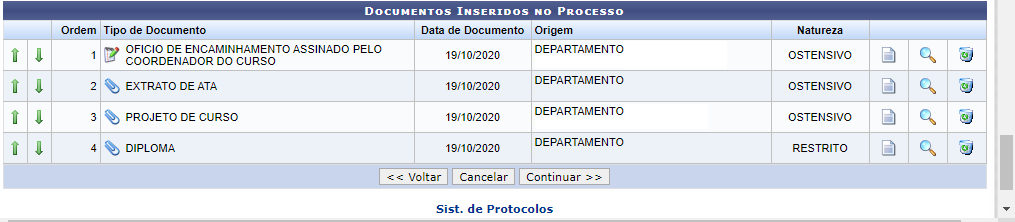 DOCUMENTOS INSERIDOS NO PROCESSO
Ordem Tipo de Documento Data de Documento Origem Natureza
1 OFICIO DE ENCAMINHAMENTO ASSINADO PELO COORDENADOR DO CURSO 19/10/2020 DEPARTAMENTO OSTENSIVO
2 EXTRATO DE ATA 19/10/2020 DEPARTAMENTO OSTENSIVO
3 PROJETO DE CURSO 19/10/2020 DEPARTAMENTO OSTENSIVO
4 DIPLOMA 19/10/2020 DEPARTAMENTO RESTRITO
<< Voltar Cancelar Continuar >>
Sist. de Protocolos